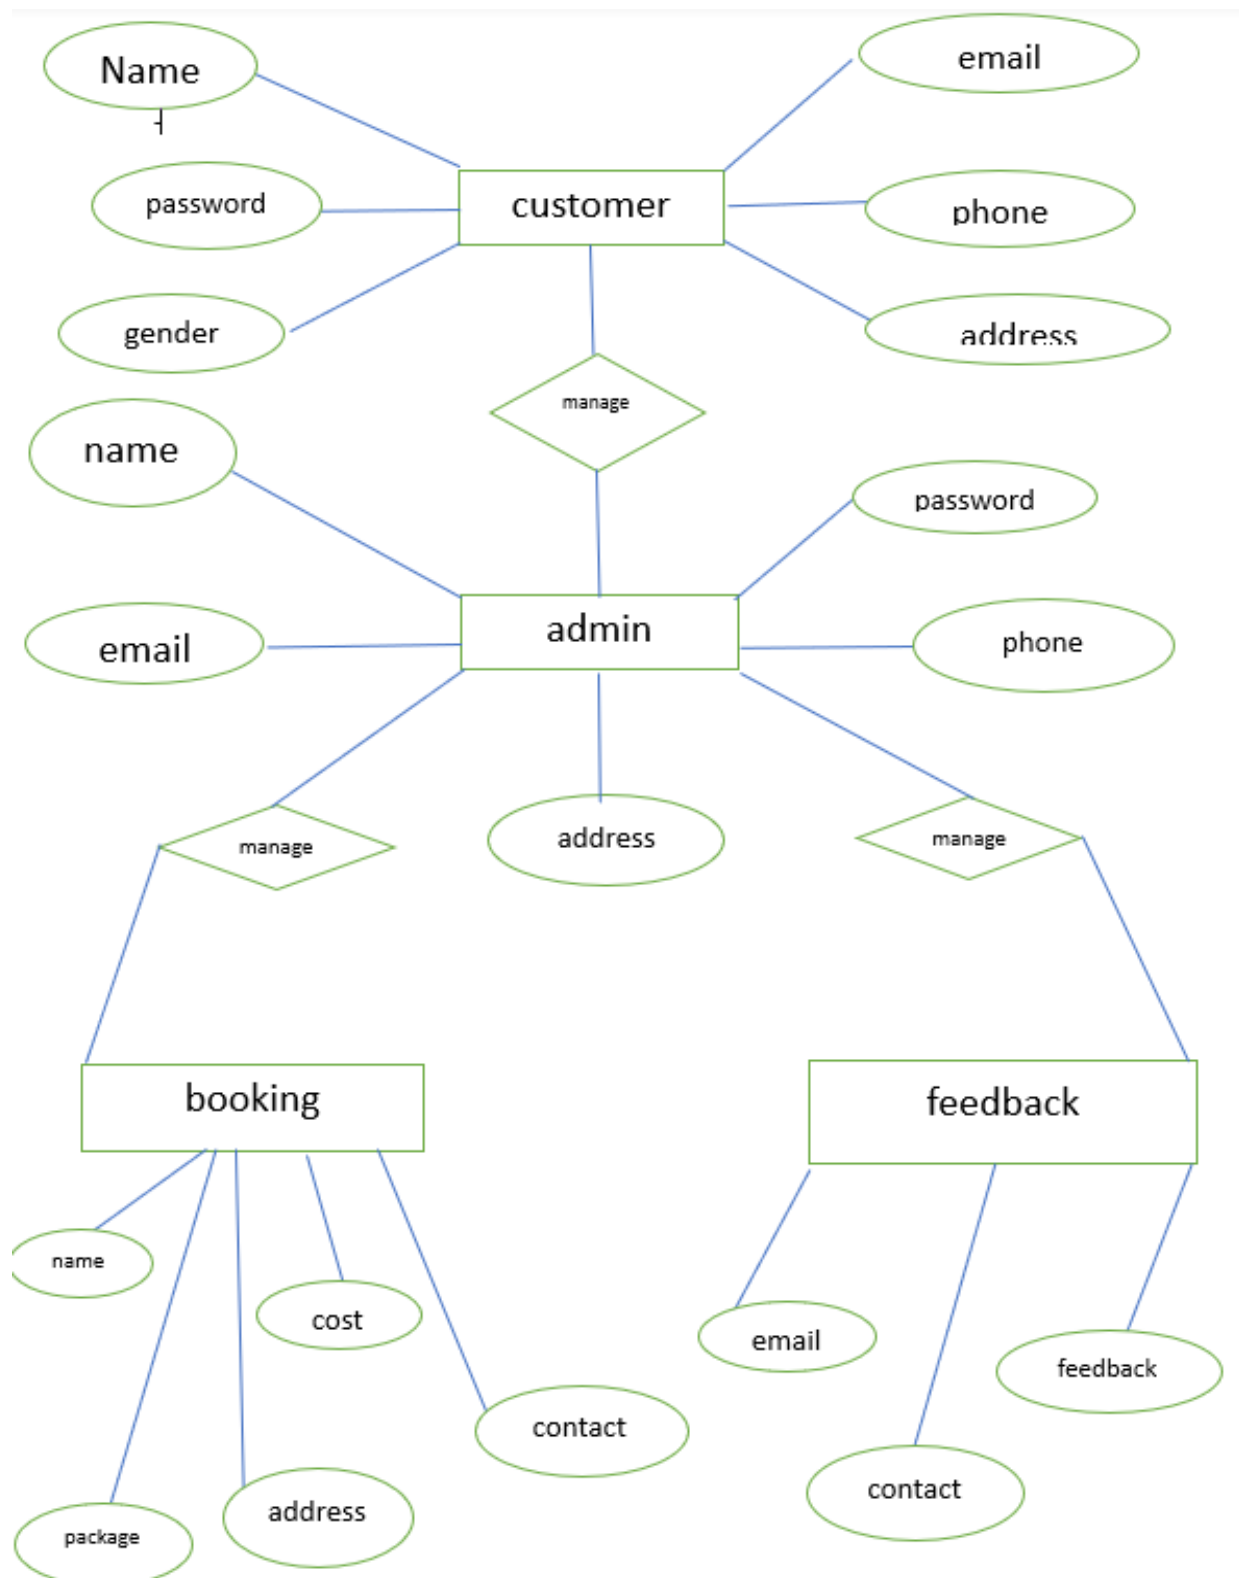 Name
email
password
customer
phone
gender
address
manage
name
password
admin
email
phone
manage
address
manage
booking
feedback
name
cost
email
feedback
contact
contact
package
address